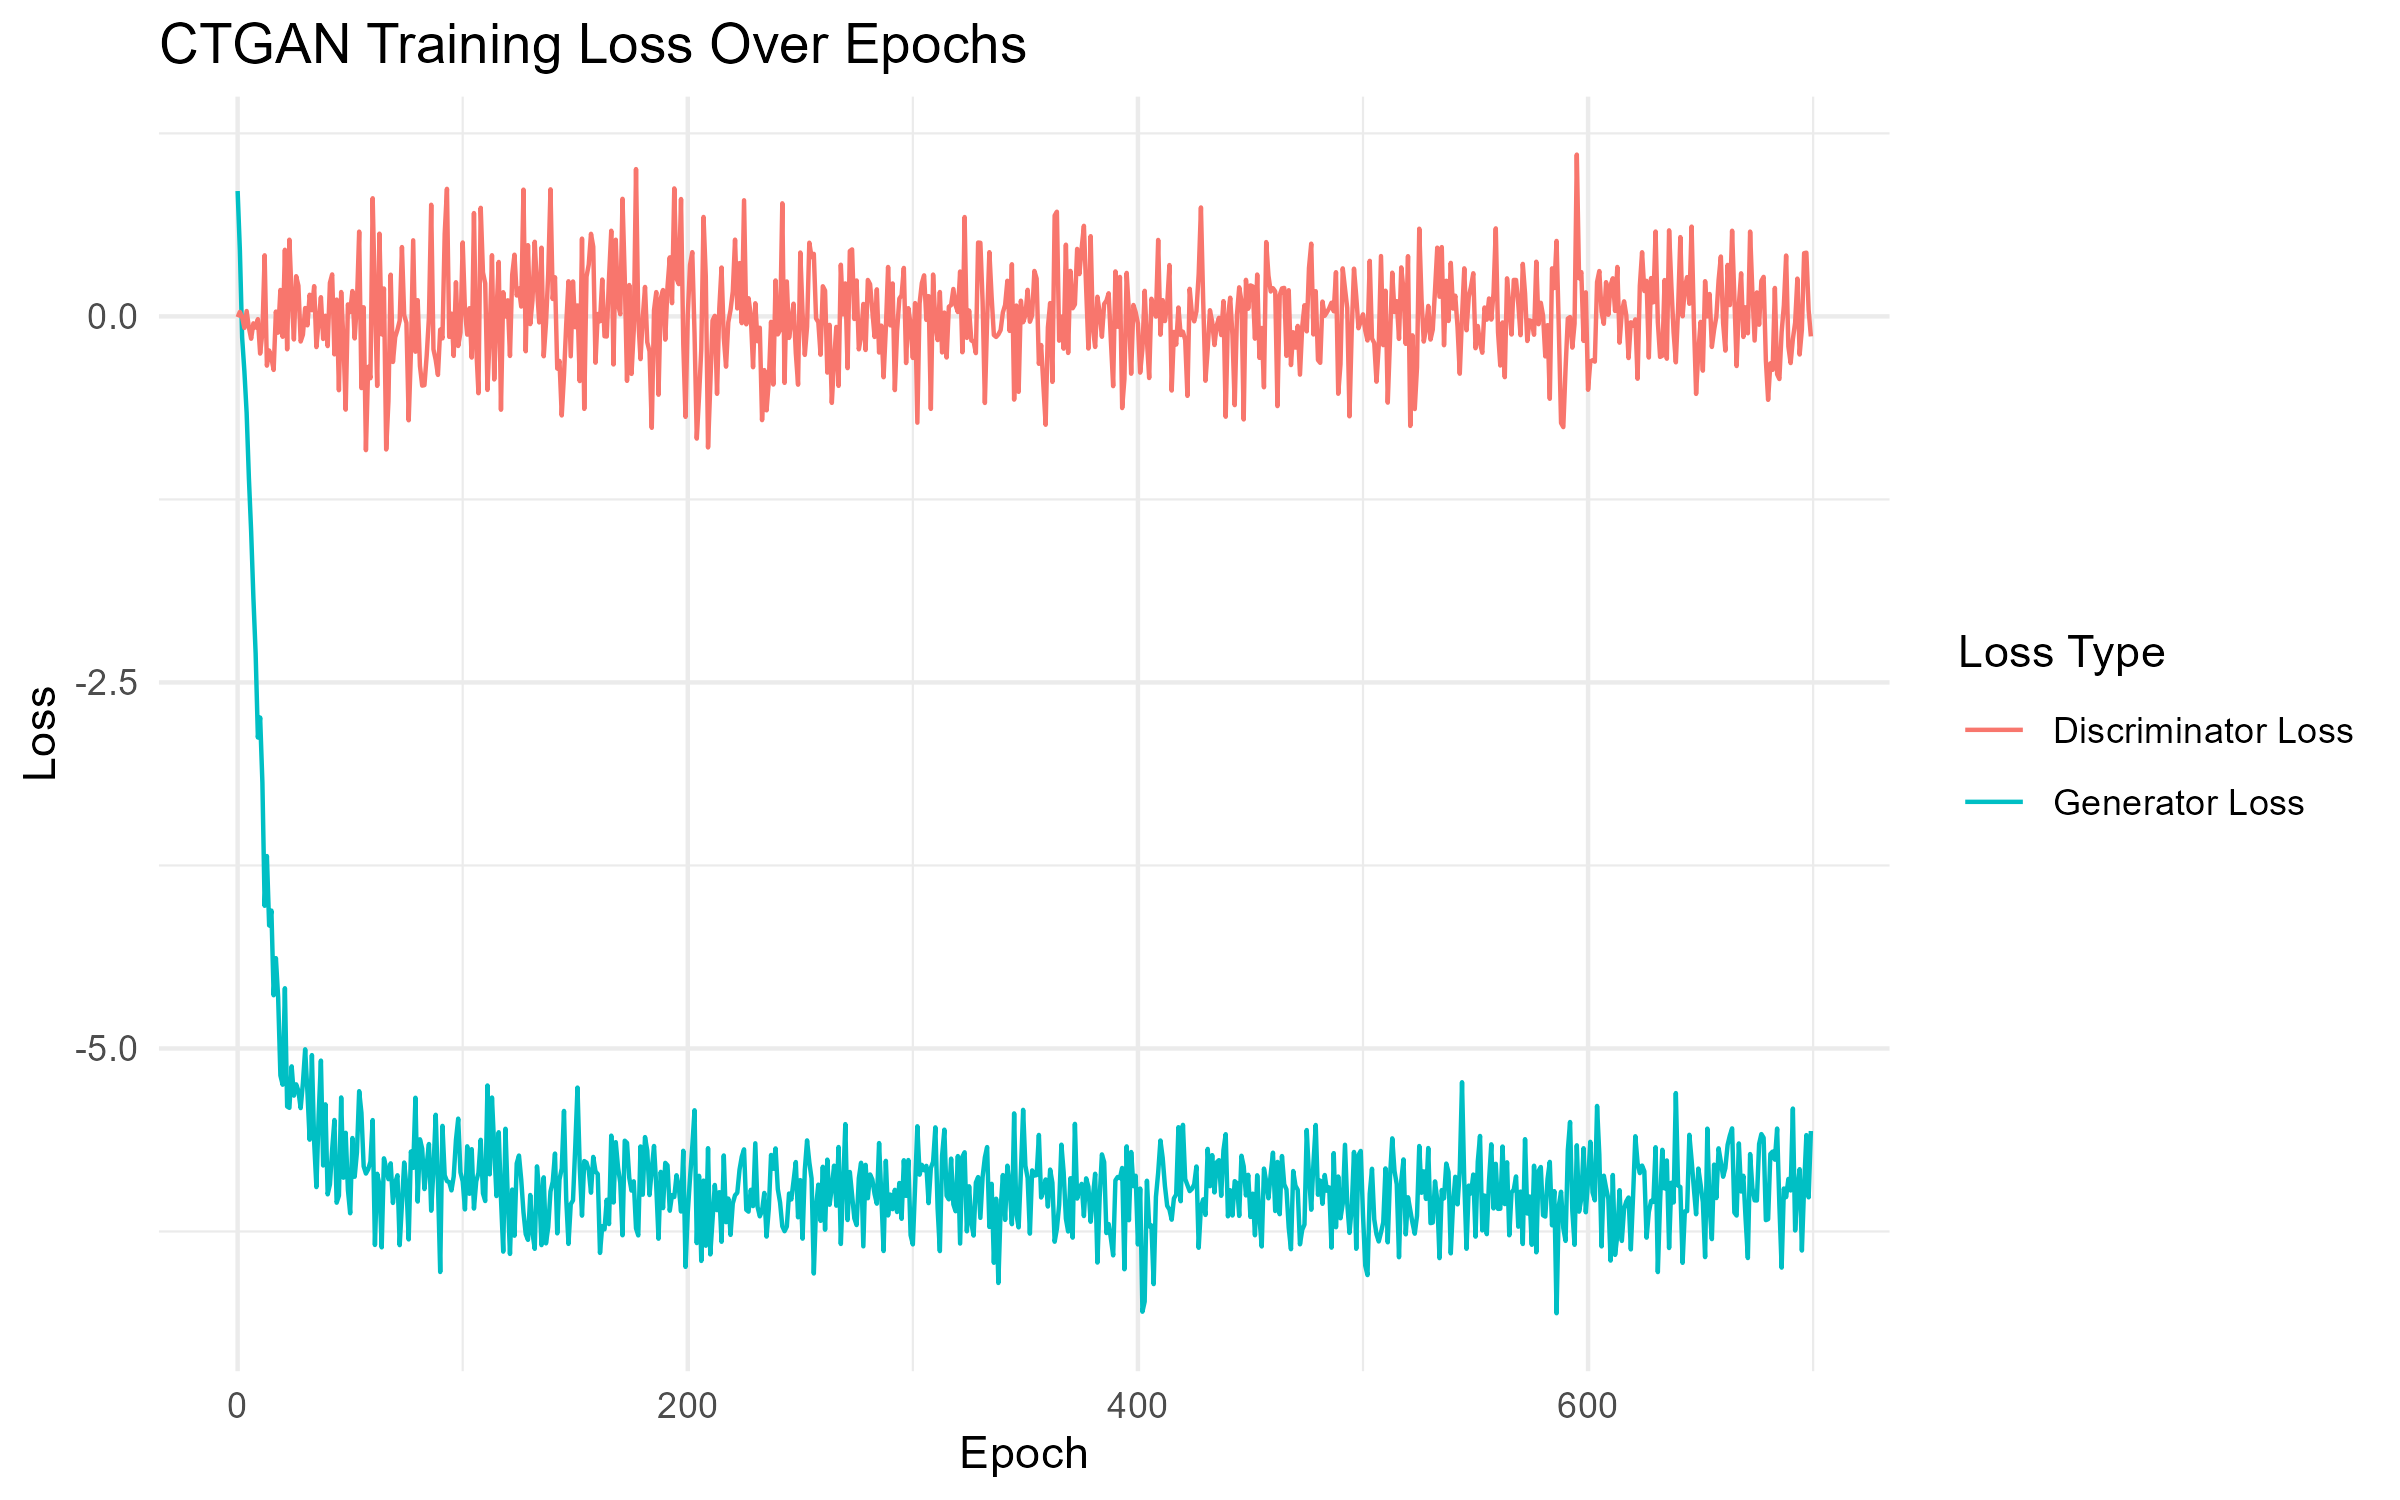 CTGAN Training Loss Over Epochs
0.0
-2.5
-5.0
Loss
0
200
400
600
Epoch
Loss Type
Discriminator Loss
Generator Loss